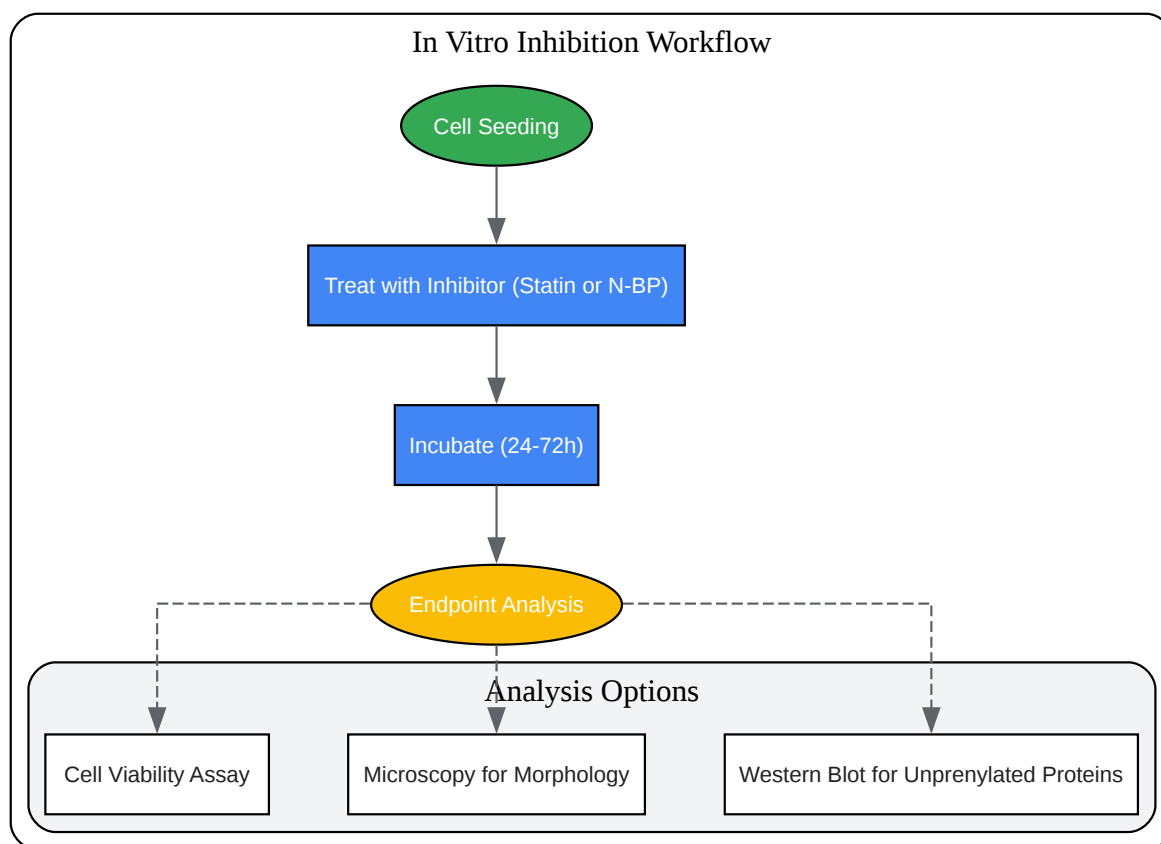 In Vitro Inhibition Workflow
Cell Seeding
Treat with Inhibitor (Statin or N-BP)
Incubate (24-72h)
Endpoint Analysis
Analysis Options
Cell Viability Assay
Microscopy for Morphology
Western Blot for Unprenylated Proteins